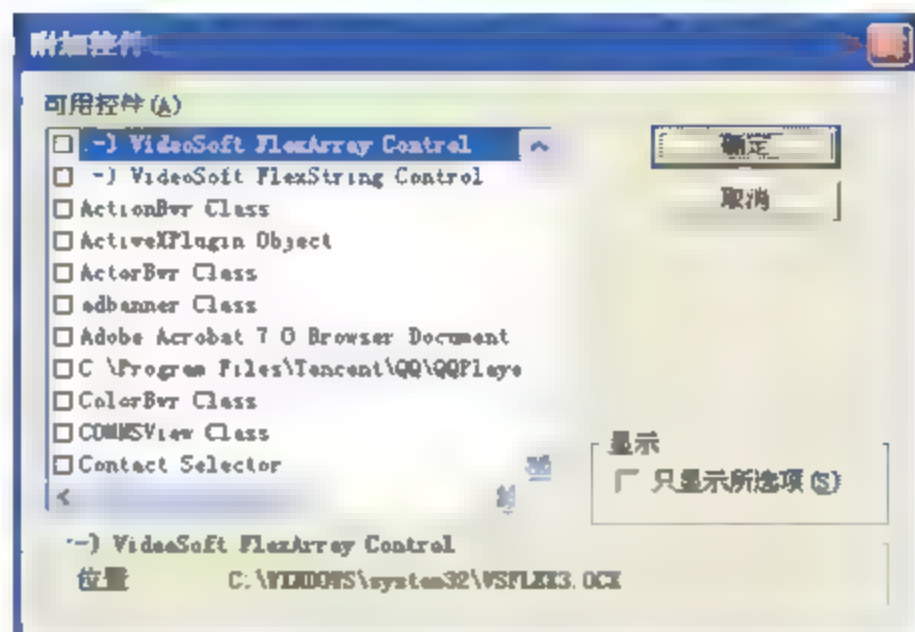 附加控件
可用控件(A)
:-) VideoSoft FlexArray Control
:-) VideoSoft FlexString Control
ActionBvr Class
ActiveXPlugin Object
ActorBvr Class
adbanner Class
Adobe Acrobat 7.0 Browser Document
C:\Program Files\Tencent\QQ\QQPlaye
ColorBvr Class
COMMSView Class
Contact Selector
确定
取消
显示
只显示所选项(S)
:-) VideoSoft FlexArray Control
位置 C:\WINDOWS\system32\VSFLEX3.OCX